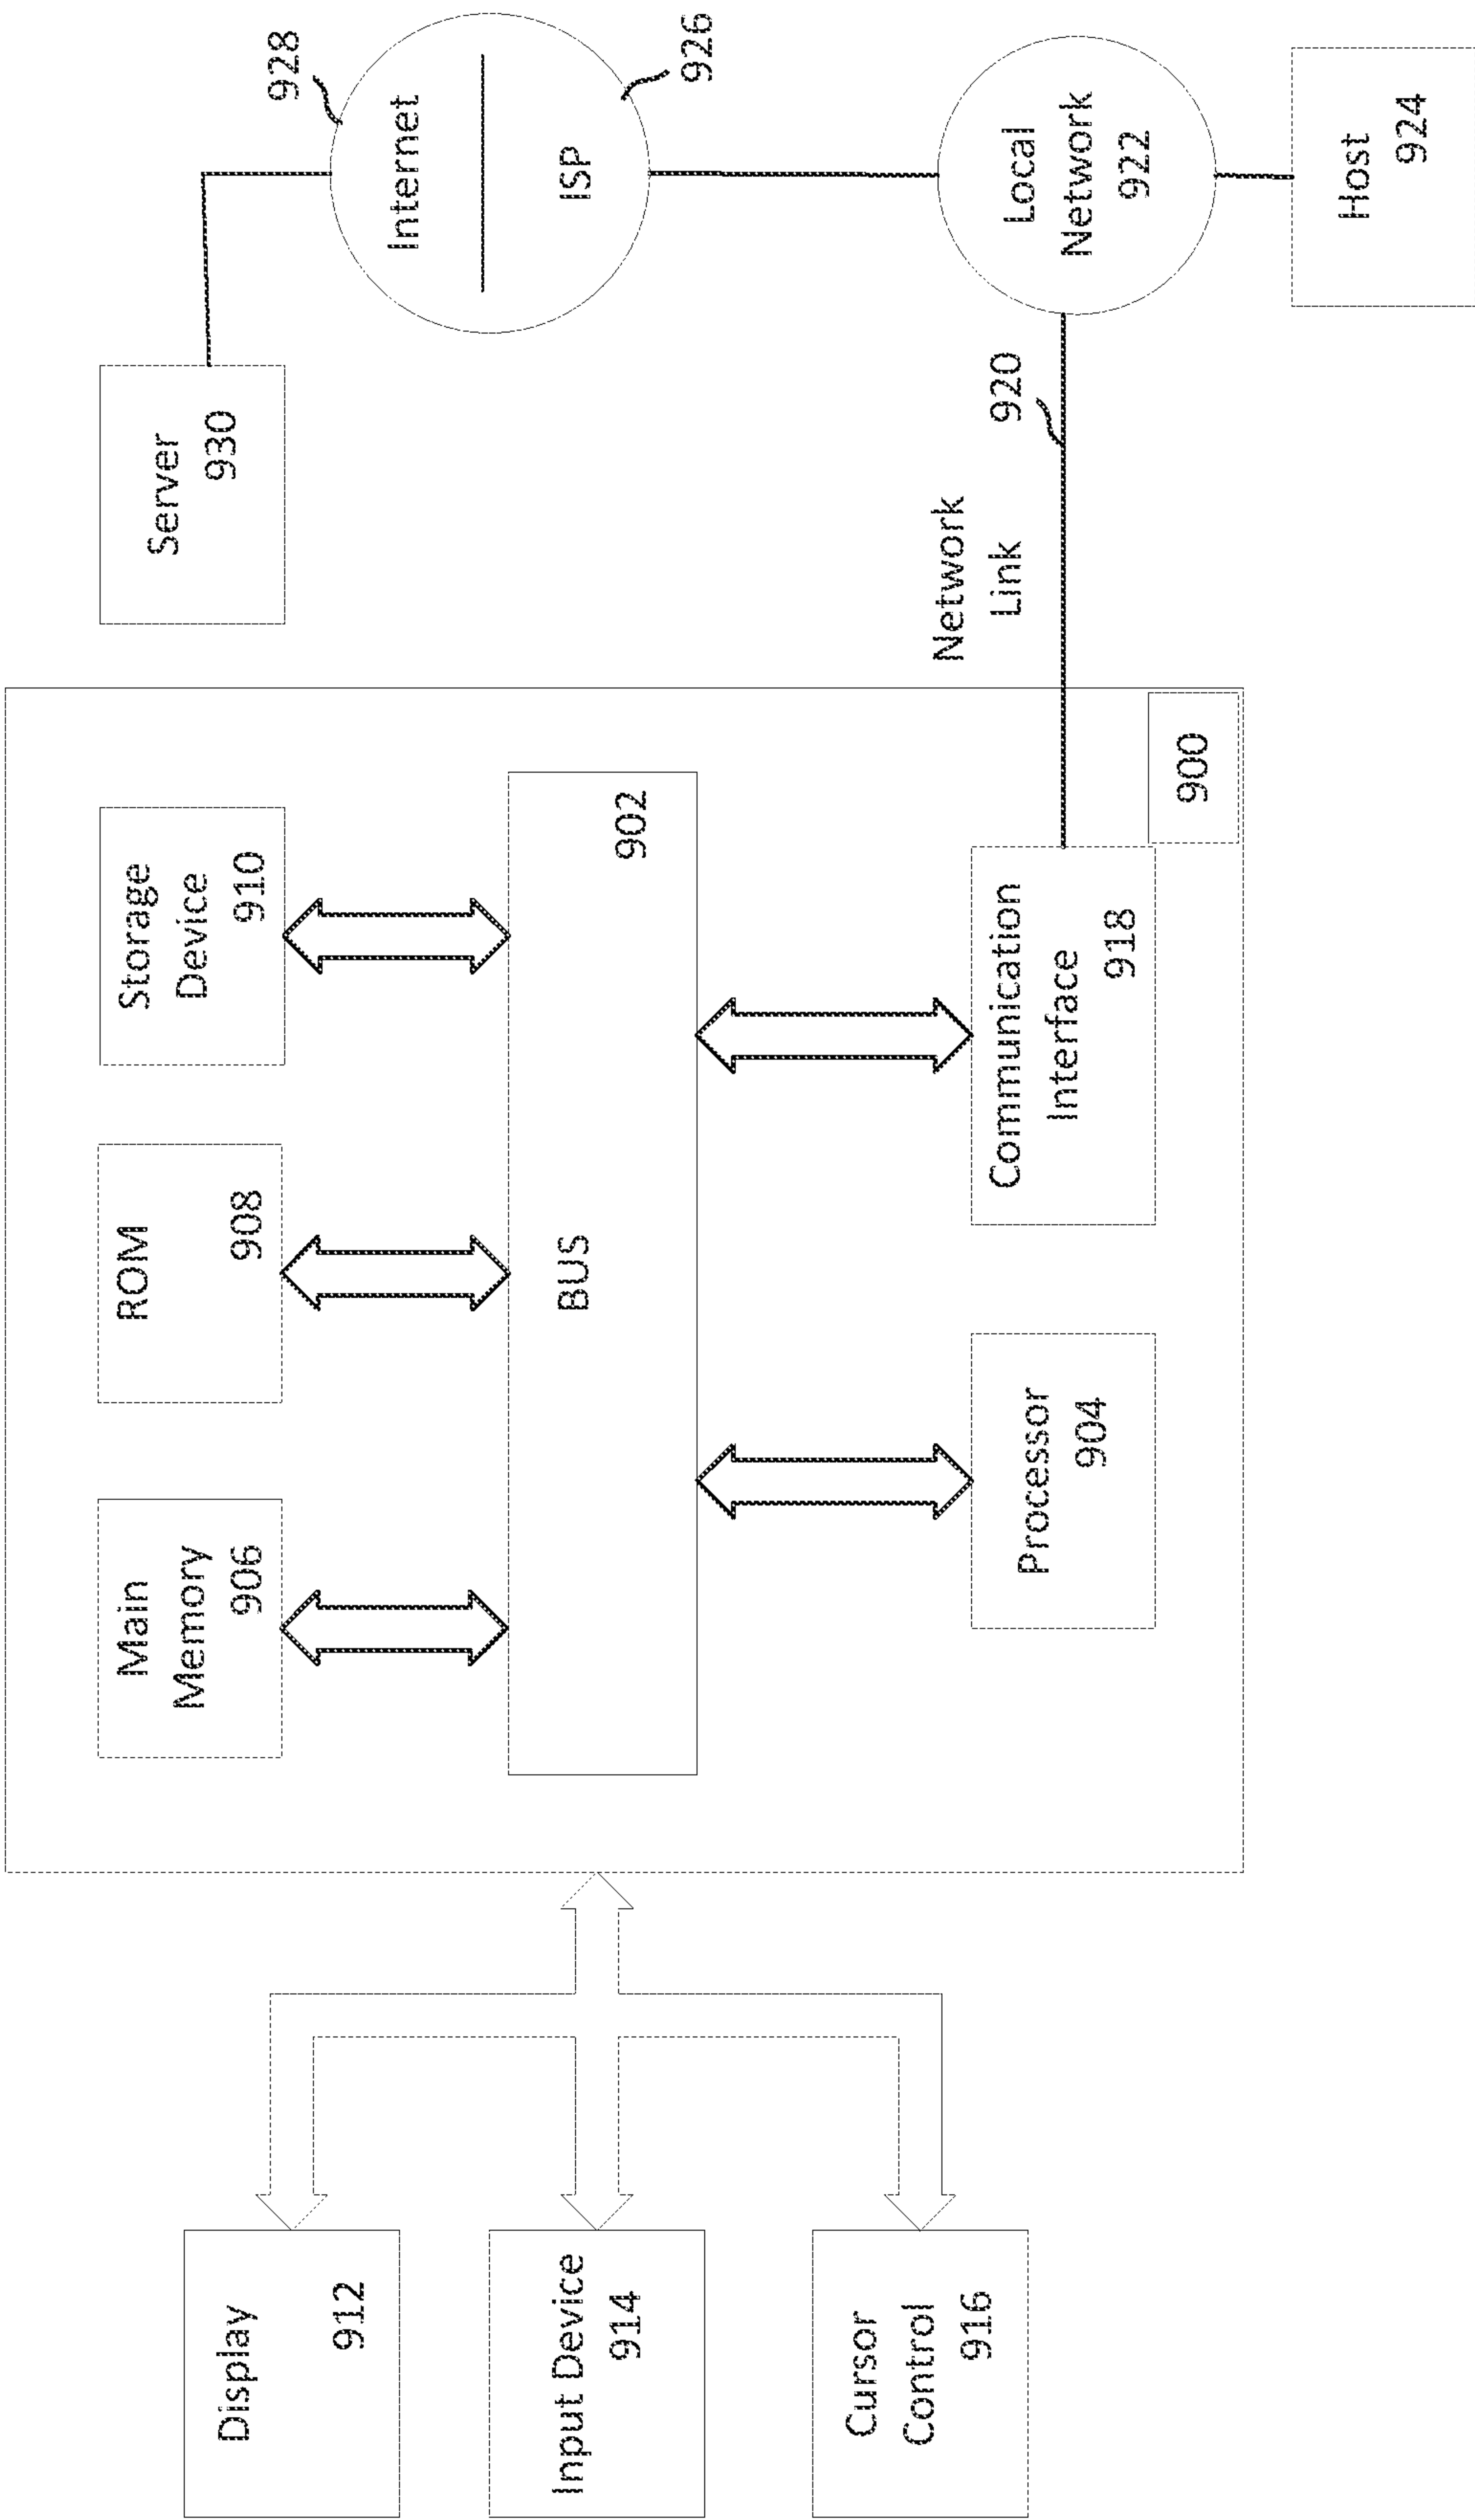 Display
912
Input Device
914
Cursor
Control
916
Main
Memory
906
ROM
908
Storage
Device
910
BUS
902
Processor
904
Communication
Interface
918
900
Network
Link
920
Server
930
928
Internet
ISP
926
Local
Network
922
Host
924